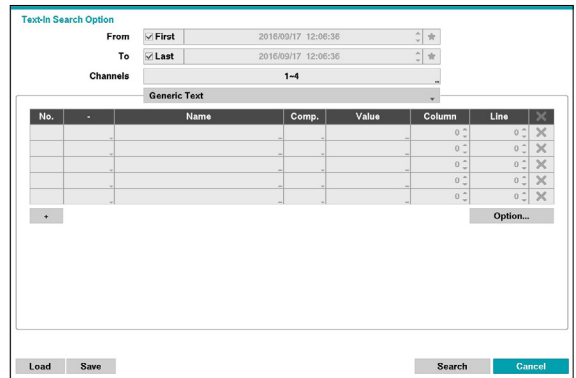 Text-In Search Option
From First 2016/09/17 12:06:36
To Last 2016/09/17 12:06:36
Channels 1~4
Generic Text
No. - Name Comp. Value Column Line
0 0
0 0
0 0
0 0
+ Option...
Load Save Search Cancel